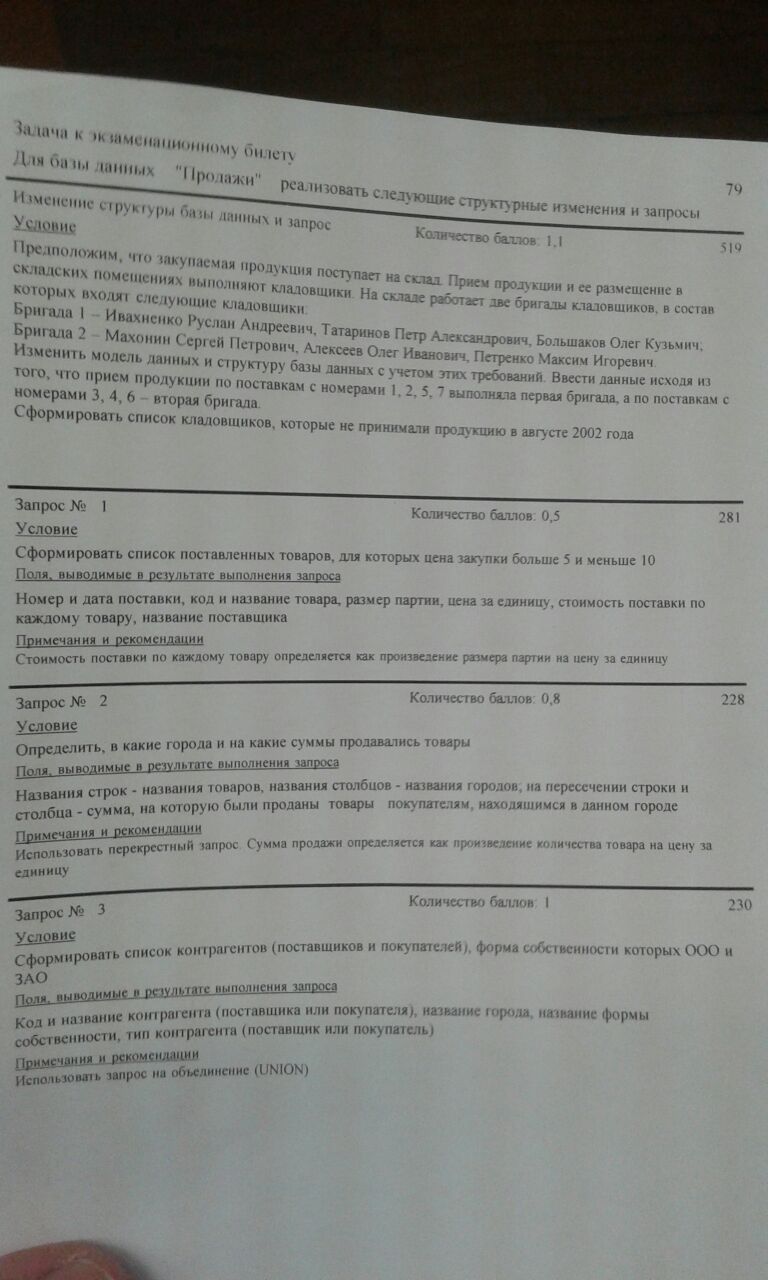 Задача к экзаменационному билету 79
Для базы данных "Продажи" реализовать следующие структурные изменения и запросы
Изменение структуры базы данных и запрос Количество баллов: 1,1 519
Условие
Предположим, что закупаемая продукция поступает на склад. Прием продукции и ее размещение в
складских помещениях выполняют кладовщики. На складе работает две бригады кладовщиков, в состав
которых входят следующие кладовщики:
Бригада 1 – Ивахненко Руслан Андреевич, Татаринов Петр Александрович, Большаков Олег Кузьмич;
Бригада 2 – Махонин Сергей Петрович, Алексеев Олег Иванович, Петренко Максим Игоревич.
Изменить модель данных и структуру базы данных с учетом этих требований. Ввести данные исходя из
того, что прием продукции по поставкам с номерами 1, 2, 5, 7 выполняла первая бригада, а по поставкам с
номерами 3, 4, 6 – вторая бригада.
Сформировать список кладовщиков, которые не принимали продукцию в августе 2002 года
Запрос № 1 Количество баллов: 0,5 281
Условие
Сформировать список поставленных товаров, для которых цена закупки больше 5 и меньше 10
Поля, выводимые в результате выполнения запроса
Номер и дата поставки, код и название товара, размер партии, цена за единицу, стоимость поставки по
каждому товару, название поставщика
Примечания и рекомендации
Стоимость поставки по каждому товару определяется как произведение размера партии на цену за единицу
Запрос № 2 Количество баллов: 0,8 228
Условие
Определить, в какие города и на какие суммы продавались товары
Поля, выводимые в результате выполнения запроса
Названия строк - названия товаров, названия столбцов - названия городов; на пересечении строки и
столбца - сумма, на которую были проданы товары покупателям, находящимся в данном городе
Примечания и рекомендации
Использовать перекрестный запрос. Сумма продажи определяется как произведение количества товара на цену за
единицу
Запрос № 3 Количество баллов: 1 230
Условие
Сформировать список контрагентов (поставщиков и покупателей), форма собственности которых ООО и
ЗАО
Поля, выводимые в результате выполнения запроса
Код и название контрагента (поставщика или покупателя), название города, название формы
собственности, тип контрагента (поставщик или покупатель)
Примечания и рекомендации
Использовать запрос на объединение (UNION)